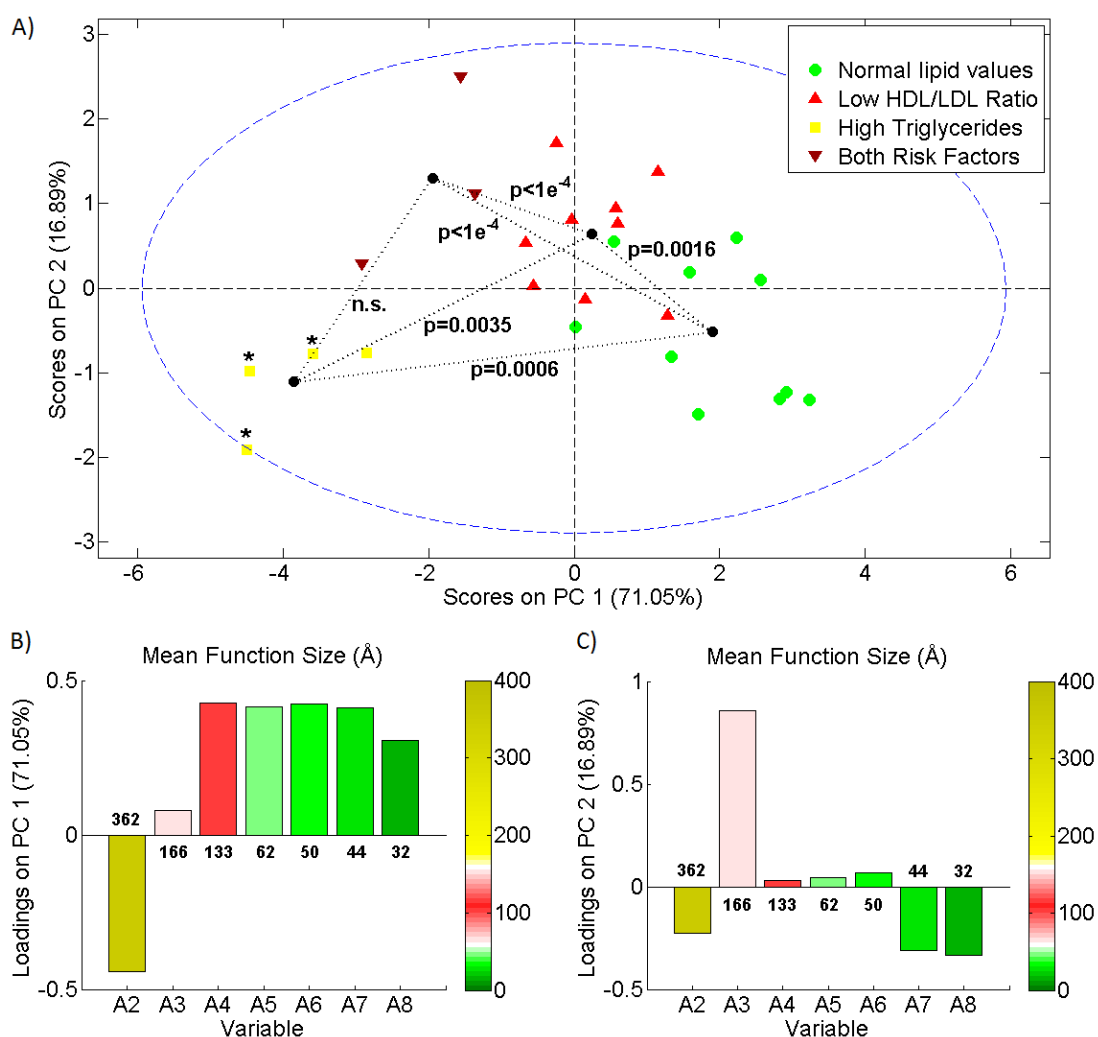 A)
Scores on PC 2 (16.89%)
3
2
1
0
-1
-2
-3
Normal lipid values
Low HDL/LDL Ratio
High Triglycerides
Both Risk Factors
p<1e-4
p<1e-4
p=0.0016
n.s.
p=0.0035
p=0.0006
*
*
*
-6 -4 -2 0 2 4 6
Scores on PC 1 (71.05%)
B)
Mean Function Size (Å)
Loadings on PC 1 (71.05%)
0.5
0
-0.5
362
166 133 62 50 44 32
A2 A3 A4 A5 A6 A7 A8
Variable
400
300
200
100
0
C)
Mean Function Size (Å)
Loadings on PC 2 (16.89%)
1
0.5
0
-0.5
362 44 32
166 133 62 50
A2 A3 A4 A5 A6 A7 A8
Variable
400
300
200
100
0